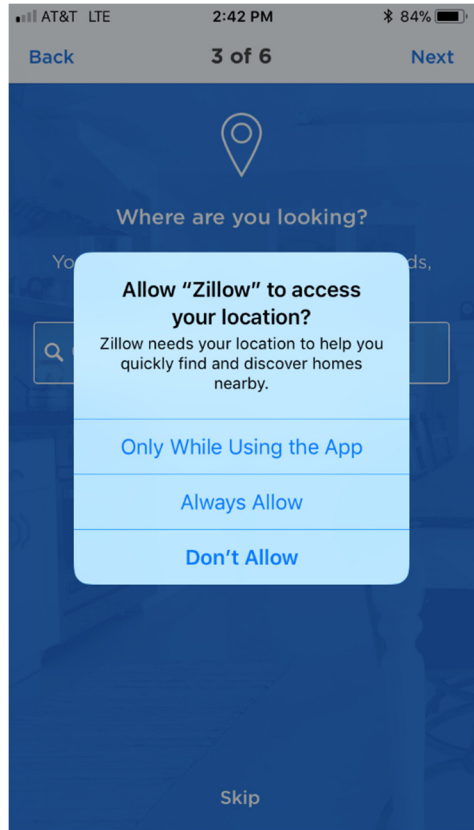 AT&T LTE 2:42 PM 84%
Back 3 of 6 Next
Where are you looking?
Allow “Zillow” to access
your location?
Zillow needs your location to help you
quickly find and discover homes
nearby.
Only While Using the App
Always Allow
Don’t Allow
Skip